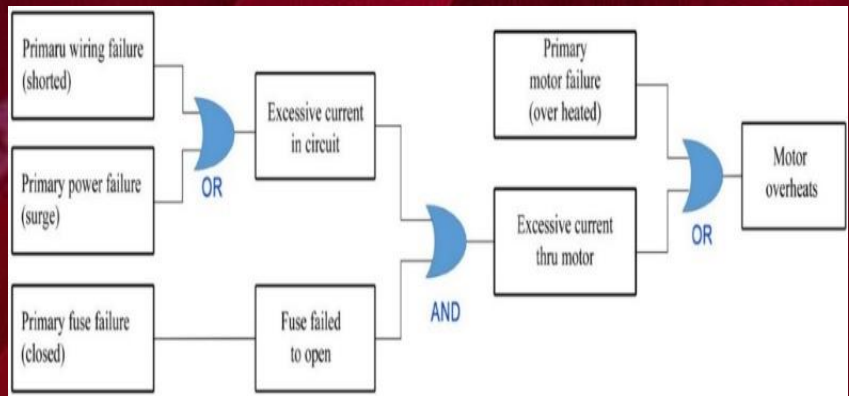 Primaru wiring failure
(shorted)
Primary power failure
(surge)
Primary fuse failure
(closed)
OR
Excessive current
in circuit
Fuse failed
to open
AND
Primary
motor failure
(over heated)
Excessive current
thru motor
OR
Motor
overheats